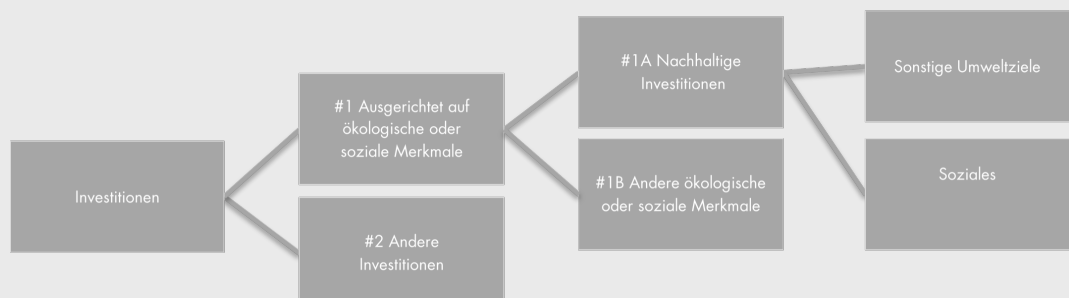 Investitionen
#1 Ausgerichtet auf
ökologische oder
soziale Merkmale
#2 Andere
Investitionen
#1A Nachhaltige
Investitionen
#1B Andere ökologische
oder soziale Merkmale
Sonstige Umweltziele
Soziales